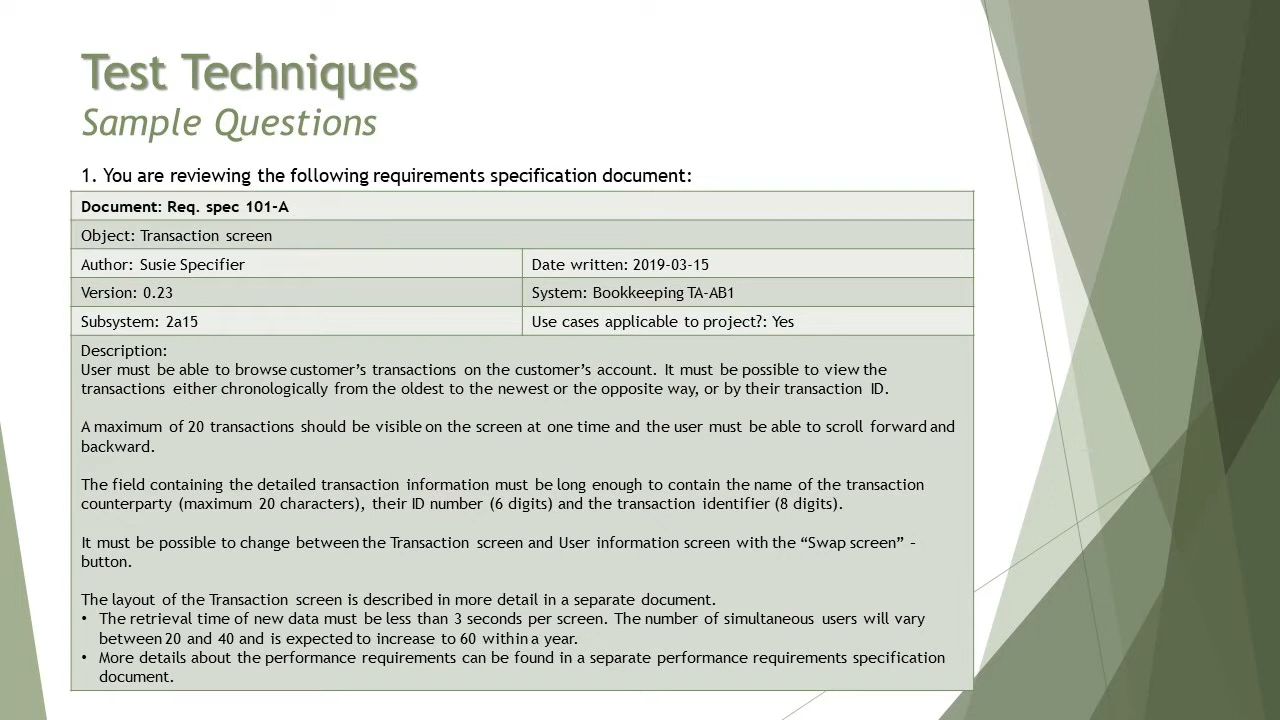 Test Techniques
Sample Questions
1. You are reviewing the following requirements specification document:
Document: Req. spec 101-A
Object: Transaction screen
Author: Susie Specifier
Date written: 2019-03-15
Version: 0.23
System: Bookkeeping TA-AB1
Subsystem: 2a15
Use cases applicable to project?: Yes
Description:
User must be able to browse customer’s transactions on the customer’s account. It must be possible to view the
transactions either chronologically from the oldest to the newest or the opposite way, or by their transaction ID.
A maximum of 20 transactions should be visible on the screen at one time and the user must be able to scroll forward and
backward.
The field containing the detailed transaction information must be long enough to contain the name of the transaction
counterparty (maximum 20 characters), their ID number (6 digits) and the transaction identifier (8 digits).
It must be possible to change between the Transaction screen and User information screen with the “Swap screen” –
button.
The layout of the Transaction screen is described in more detail in a separate document.
• The retrieval time of new data must be less than 3 seconds per screen. The number of simultaneous users will vary
between 20 and 40 and is expected to increase to 60 within a year.
• More details about the performance requirements can be found in a separate performance requirements specification
document.